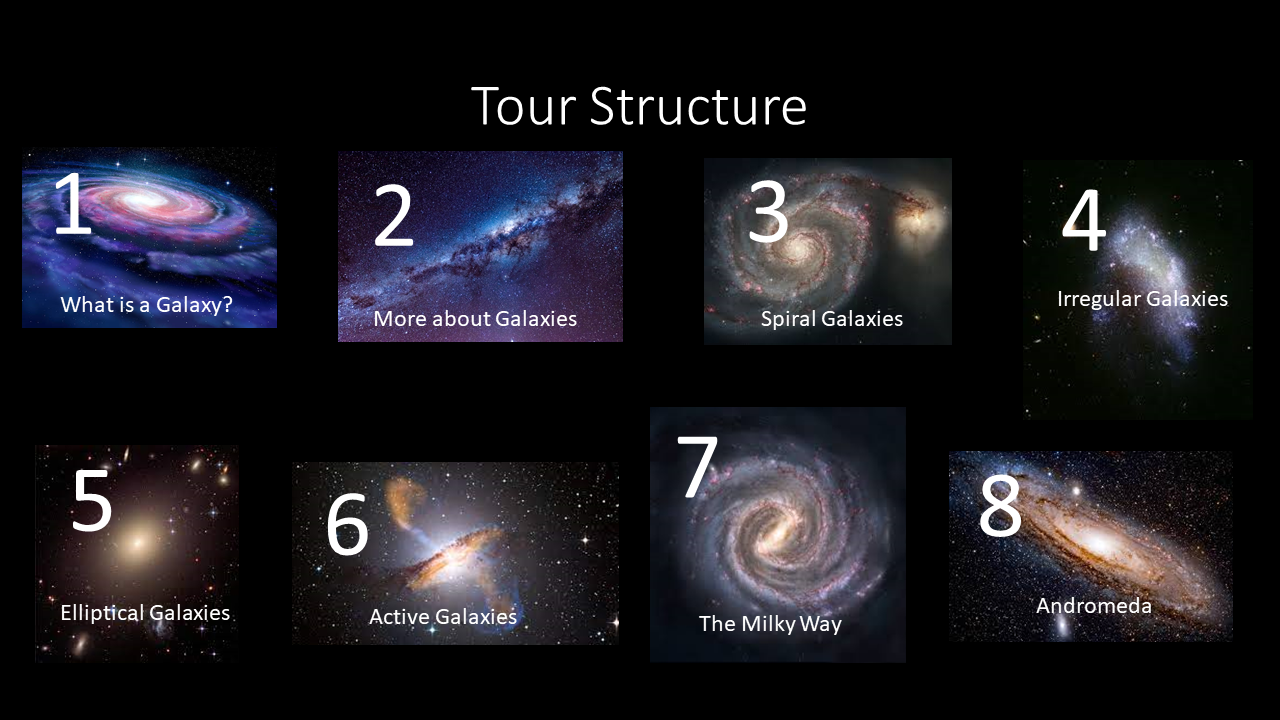 Tour Structure
1
What is a Galaxy?
2
More about Galaxies
3
Spiral Galaxies
4
Irregular Galaxies
5
Elliptical Galaxies
6
Active Galaxies
7
The Milky Way
8
Andromeda